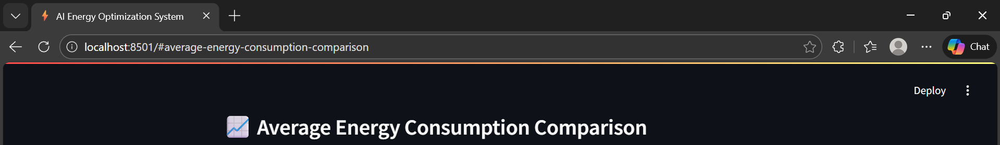 AI Energy Optimization System
localhost:8501/#average-energy-consumption-comparison
Chat
Deploy
Average Energy Consumption Comparison